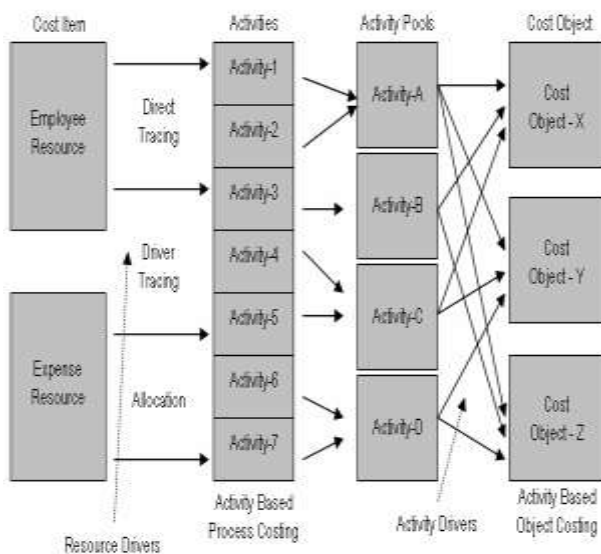 Cost Item
Activities
Activity Pools
Cost Object
Employee
Resource
Direct
Tracing
Driver
Tracing
Expense
Resource
Allocation
Resource Drivers
Activity-1
Activity-2
Activity-3
Activity-4
Activity-5
Activity-6
Activity-7
Activity Based
Process Costing
Activity-A
Activity-B
Activity-C
Activity-D
Activity Drivers
Cost
Object - X
Cost
Object - Y
Cost
Object - Z
Activity Based
Object Costing